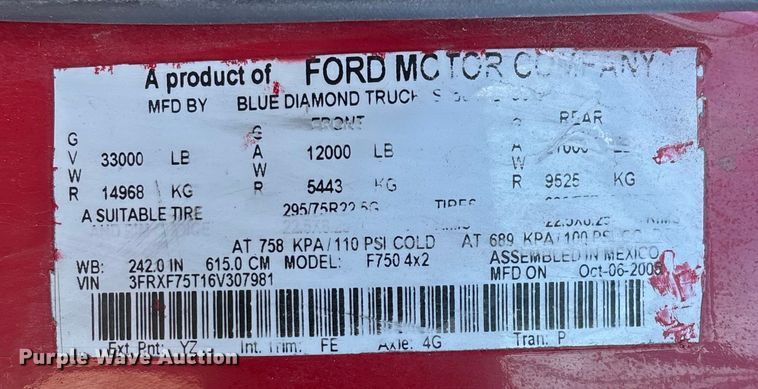 A product of FORD MOTOR COMPANY
MFD BY BLUE DIAMOND TRUCK
FRONT REAR
GVWR 33000 LB GAWR 12000 LB LB
14968 KG 5443 KG 9525 KG
A SUITABLE TIRE 295/75R22.5G TIRES
AT 758 KPA/110 PSI COLD AT 689 KPA/100 PSI COLD
WB: 242.0 IN 615.0 CM MODEL: F750 4x2 ASSEMBLED IN MEXICO
VIN 3FRXF75T16V307981 MFD ON Oct-06-2005
Ext. Pnt: YZ Int. Trim: FE Axle: 4G Tran: P
Purple Wave Auction